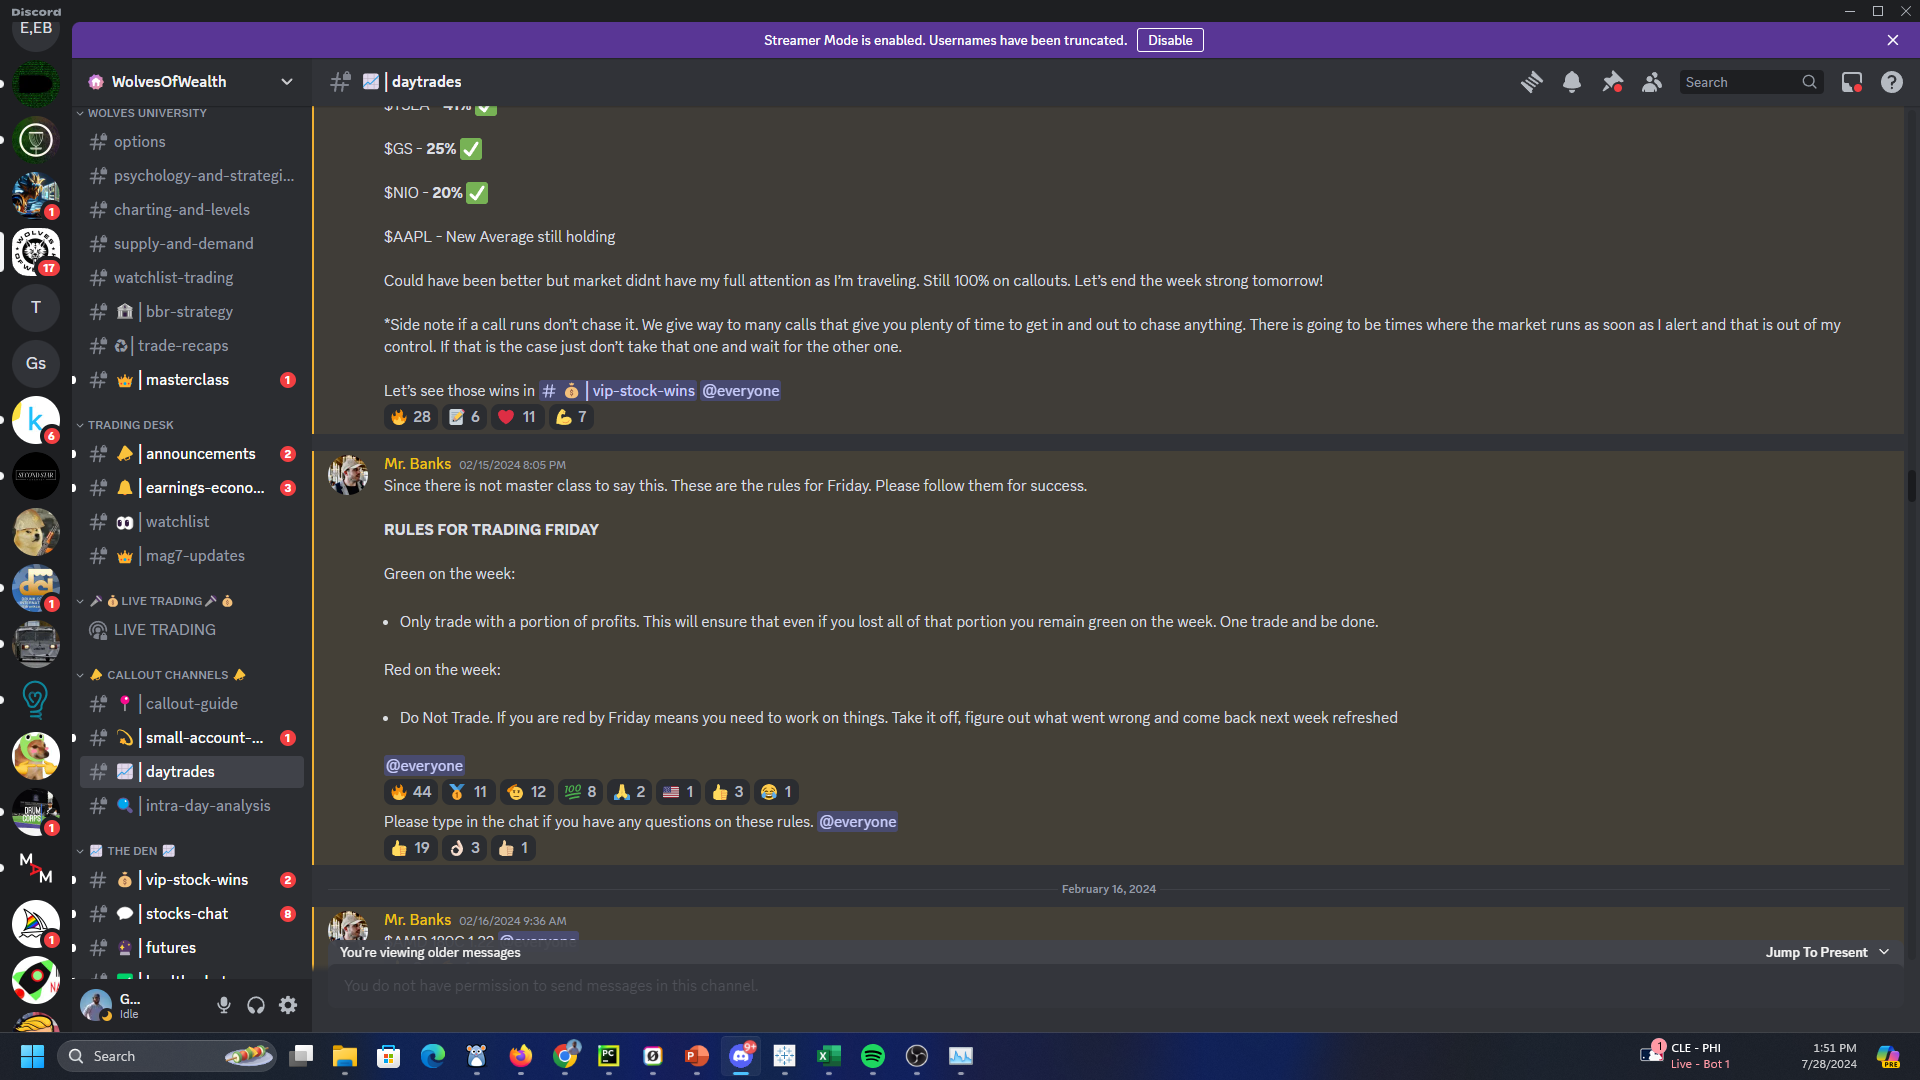 Discord
E,EB
Streamer Mode is enabled. Usernames have been truncated.
Disable
WolvesOfWealth
| daytrades
Search
WOLVES UNIVERSITY
options
psychology-and-strategi...
charting-and-levels
supply-and-demand
watchlist-trading
| bbr-strategy
| trade-recaps
| masterclass
1
TRADING DESK
| announcements
2
| earnings-econo...
3
| watchlist
| mag7-updates
LIVE TRADING
LIVE TRADING
CALLOUT CHANNELS
| callout-guide
| small-account-...
1
| daytrades
| intra-day-analysis
THE DEN
| vip-stock-wins
2
| stocks-chat
8
| futures
G...
Idle
1
17
T
Gs
k
6
1
1
1
$TSLA - 41% ✅
$GS - 25% ✅
$NIO - 20% ✅
$AAPL - New Average still holding
Could have been better but market didnt have my full attention as I'm traveling. Still 100% on callouts. Let's end the week strong tomorrow!
*Side note if a call runs don't chase it. We give way to many calls that give you plenty of time to get in and out to chase anything. There is going to be times where the market runs as soon as I alert and that is out of my
control. If that is the case just don't take that one and wait for the other one.
Let's see those wins in # 💰 | vip-stock-wins @everyone
🔥 28 📝 6 ❤️ 11 💪 7
Mr. Banks 02/15/2024 8:05 PM
Since there is not master class to say this. These are the rules for Friday. Please follow them for success.
RULES FOR TRADING FRIDAY
Green on the week:
• Only trade with a portion of profits. This will ensure that even if you lost all of that portion you remain green on the week. One trade and be done.
Red on the week:
• Do Not Trade. If you are red by Friday means you need to work on things. Take it off, figure out what went wrong and come back next week refreshed
@everyone
44 11 12 8 2 1 3 1
Please type in the chat if you have any questions on these rules. @everyone
19 3 1
February 16, 2024
Mr. Banks 02/16/2024 9:36 AM
You're viewing older messages
Jump To Present
You do not have permission to send messages in this channel.
Search
9+
1
CLE - PHI
Live - Bot 1
1:51 PM
7/28/2024